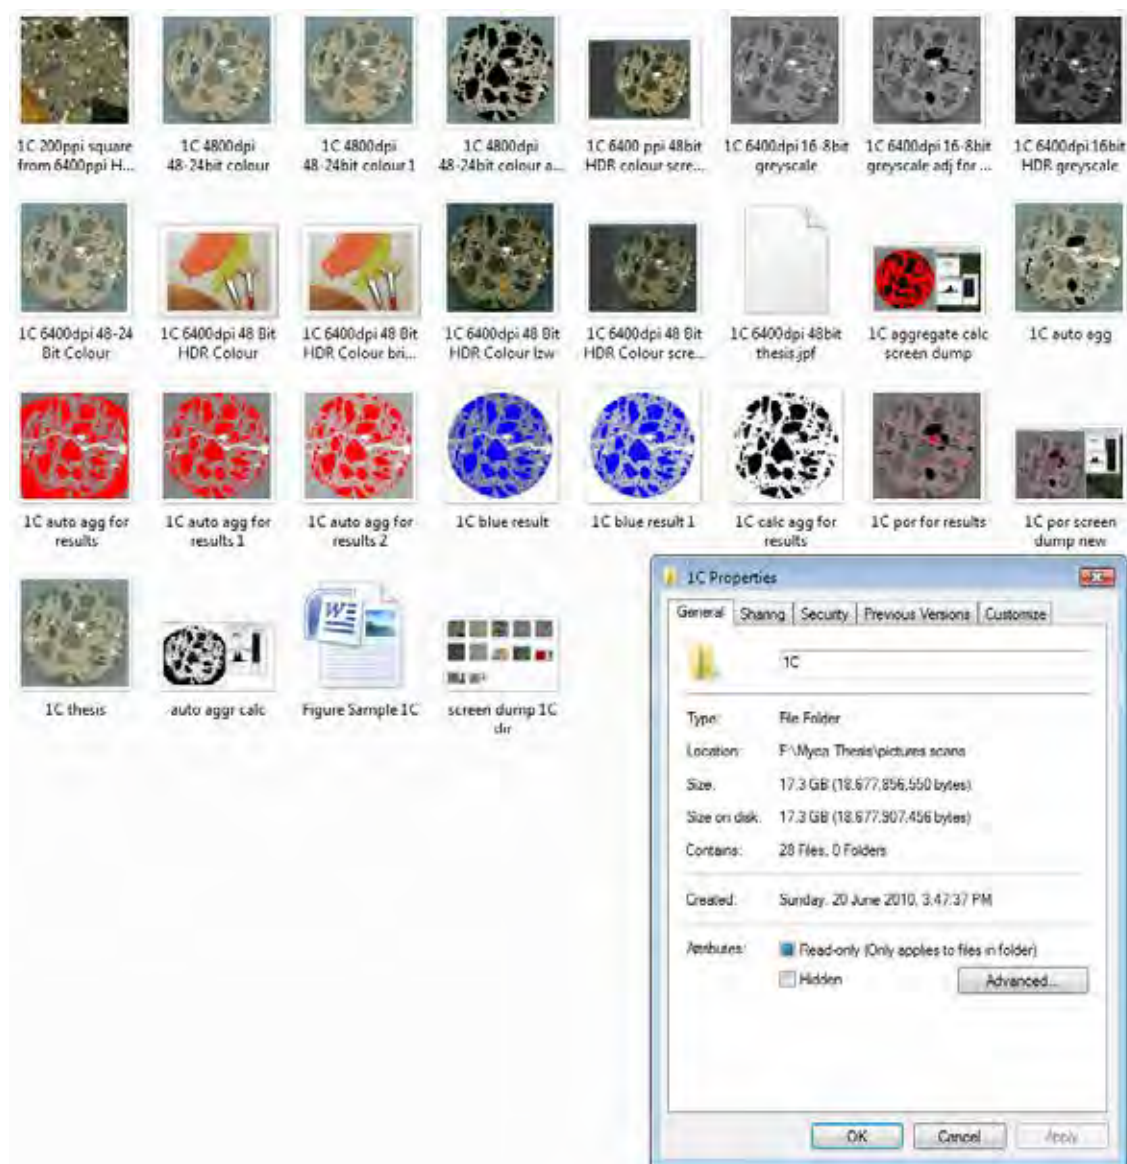 1C 200ppi square
from 6400ppi H...
1C 4800dpi
48-24bit colour
1C 4800dpi
48-24bit colour 1
1C 4800dpi
48-24bit colour a...
1C 6400 ppi 48bit
HDR colour scre...
1C 6400dpi 16-8bit
greyscale
1C 6400dpi 16-8bit
greyscale adj for ...
1C 6400dpi 16bit
HDR greyscale
1C 6400dpi 48-24
Bit Colour
1C 6400dpi 48 Bit
HDR Colour
1C 6400dpi 48 Bit
HDR Colour bri...
1C 6400dpi 48 Bit
HDR Colour lzw
1C 6400dpi 48 Bit
HDR Colour scre...
1C 6400dpi 48bit
thesis.jpf
1C aggregate calc
screen dump
1C auto agg
1C auto agg for
results
1C auto agg for
results 1
1C auto agg for
results 2
1C blue result
1C blue result 1
1C calc agg for
results
1C por for results
1C por screen
dump new
1C thesis
auto aggr calc
Figure Sample 1C
screen dump 1C
dir
1C Properties
General Sharing Security Previous Versions Customize
1C
Type: File Folder
Location: F:\Myca Thesis\pictures scans
Size: 17.3 GB (18,677,856,550 bytes)
Size on disk: 17.3 GB (18,677,907,456 bytes)
Contains: 28 Files, 0 Folders
Created: Sunday, 20 June 2010, 3:47:37 PM
Attributes: Read-only (Only applies to files in folder)
Hidden Advanced...
OK Cancel Apply